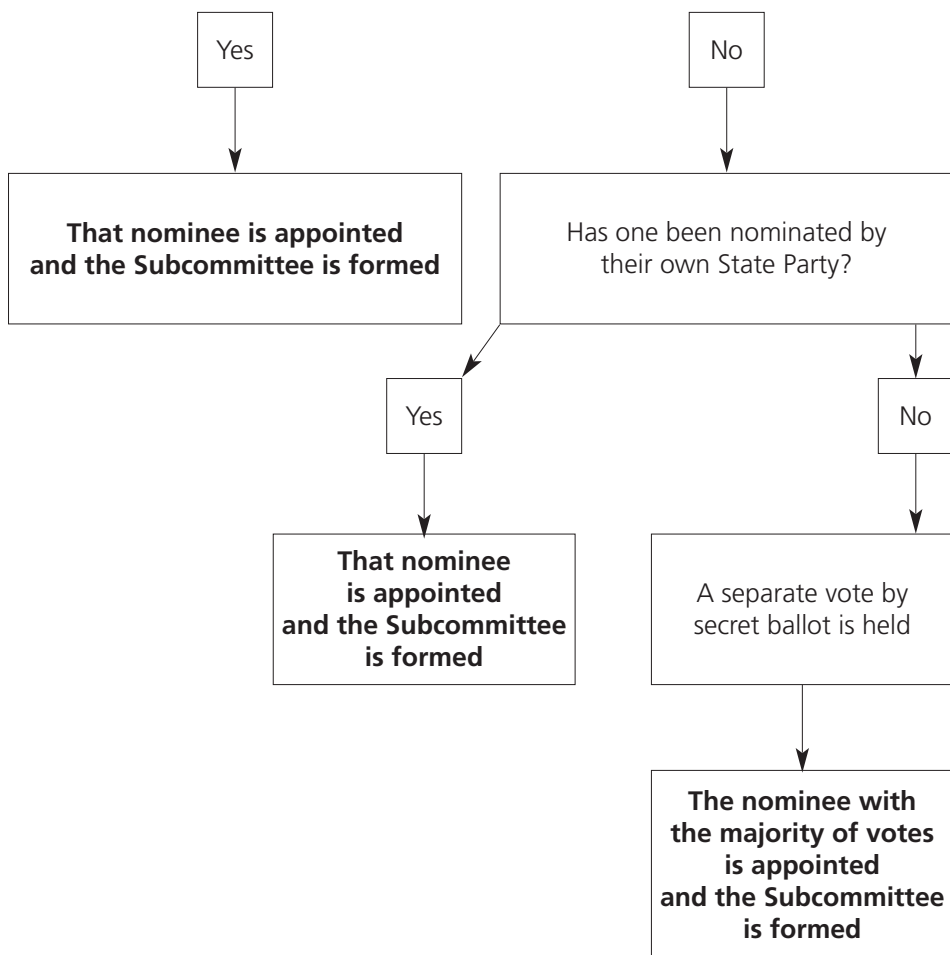 Yes
No
That nominee is appointed
and the Subcommittee is formed
Has one been nominated by
their own State Party?
Yes
No
That nominee
is appointed
and the Subcommittee
is formed
A separate vote by
secret ballot is held
The nominee with
the majority of votes
is appointed
and the Subcommittee
is formed